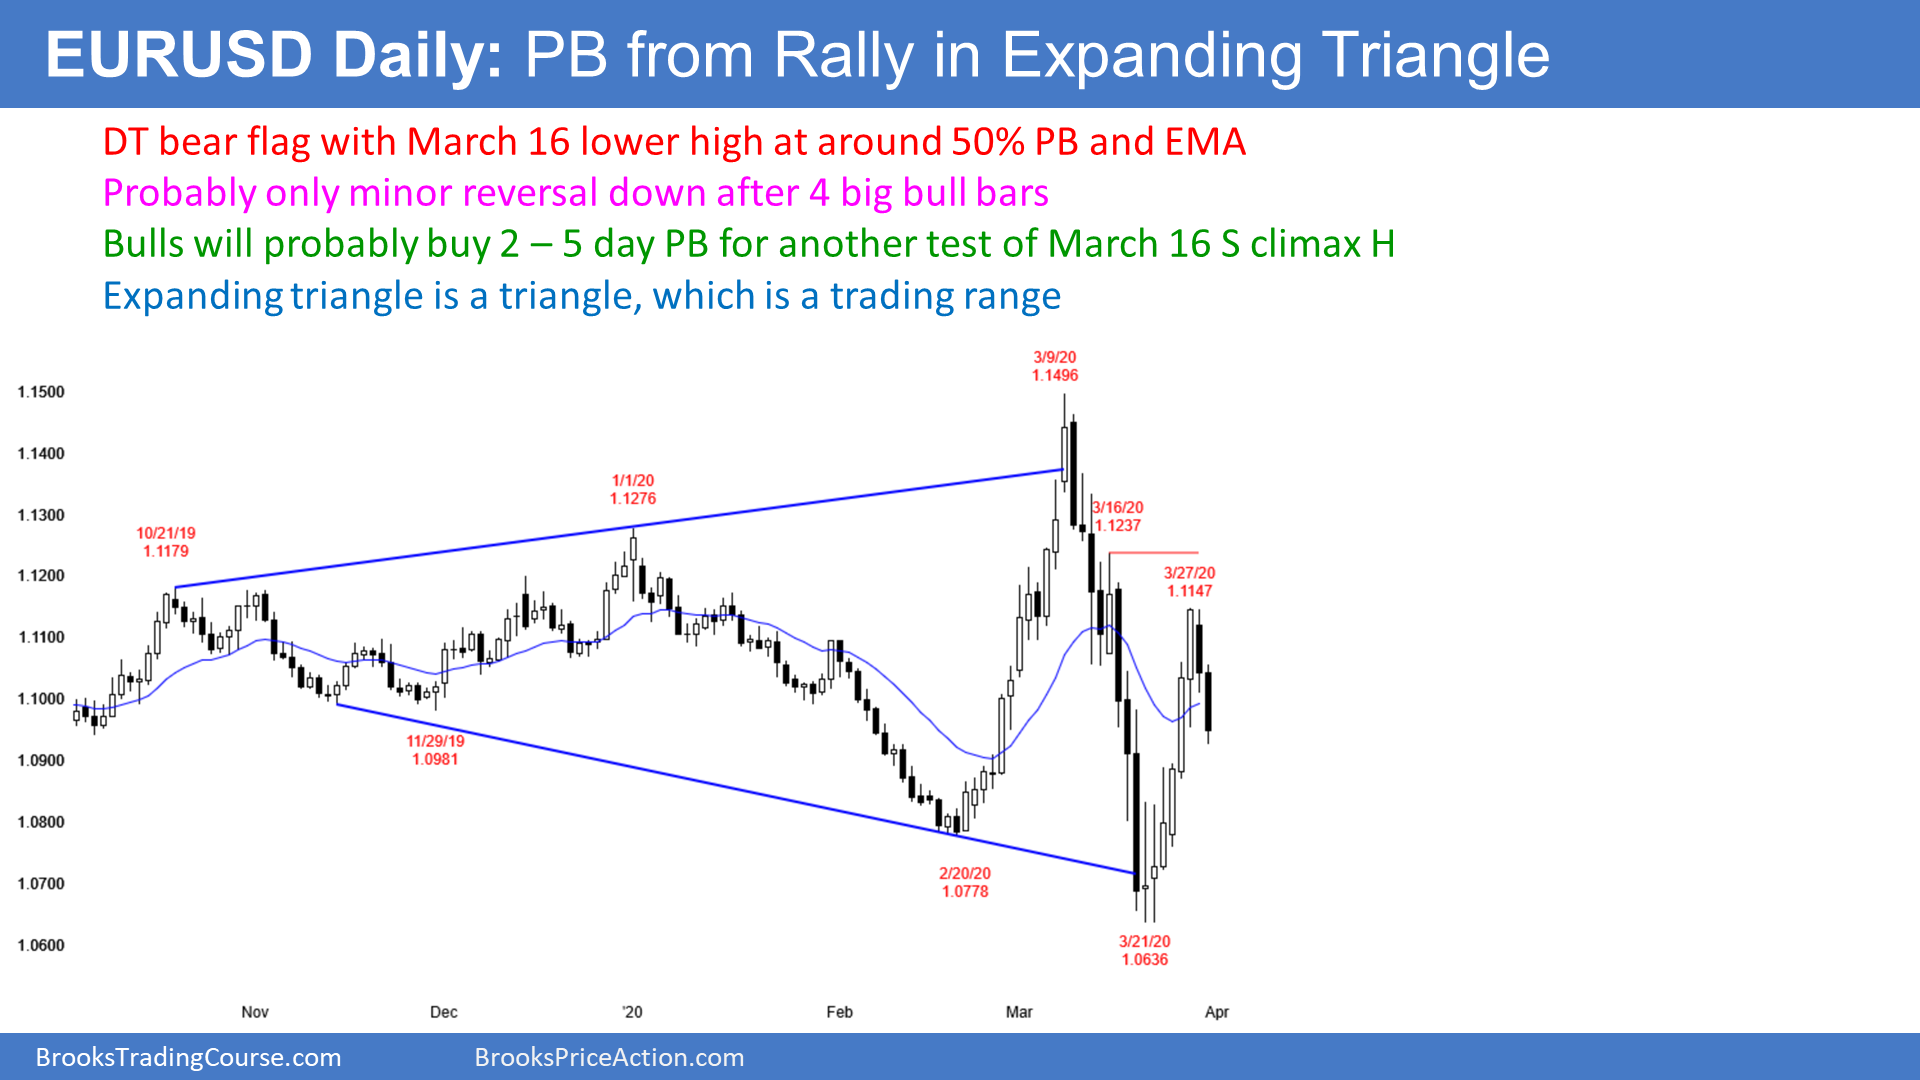 EURUSD Daily: PB from Rally in Expanding Triangle
DT bear flag with March 16 lower high at around 50% PB and EMA
Probably only minor reversal down after 4 big bull bars
Bulls will probably buy 2 – 5 day PB for another test of March 16 S climax H
Expanding triangle is a triangle, which is a trading range
3/9/20
1.1496
1.1500
1.1400
1/1/20
1.1276
1.1300
3/16/20
1.1237
10/21/19
1.1179
1.1200
3/27/20
1.1147
1.1100
1.1000
11/29/19
1.0981
1.0900
1.0800
2/20/20
1.0778
1.0700
1.0600
3/21/20
1.0636
Nov
Dec
'20
Feb
Mar
Apr
BrooksTradingCourse.com
BrooksPriceAction.com